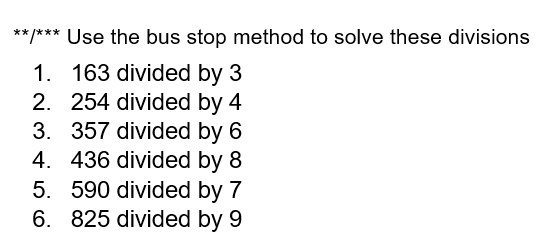 **/*** Use the bus stop method to solve these divisions
1. 163 divided by 3
2. 254 divided by 4
3. 357 divided by 6
4. 436 divided by 8
5. 590 divided by 7
6. 825 divided by 9